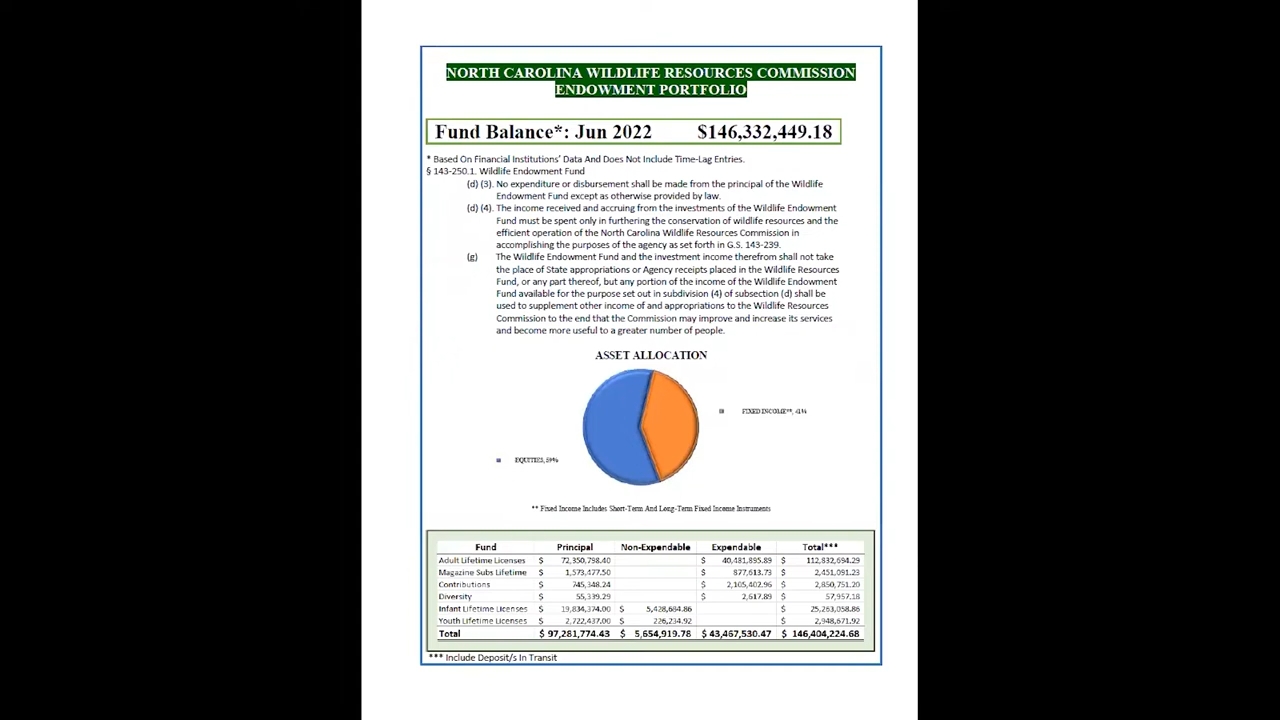 NORTH CAROLINA WILDLIFE RESOURCES COMMISSION
ENDOWMENT PORTFOLIO
Fund Balance*: Jun 2022 $146,332,449.18
* Based On Financial Institutions' Data And Does Not Include Time-Lag Entries.
§ 143-250.1. Wildlife Endowment Fund
(d) (3). No expenditure or disbursement shall be made from the principal of the Wildlife
Endowment Fund except as otherwise provided by law.
(d) (4). The income received and accruing from the investments of the Wildlife Endowment
Fund must be spent only in furthering the conservation of wildlife resources and the
efficient operation of the North Carolina Wildlife Resources Commission in
accomplishing the purposes of the agency as set forth in G.S. 143-239.
(g) The Wildlife Endowment Fund and the investment income therefrom shall not take
the place of State appropriations or Agency receipts placed in the Wildlife Resources
Fund, or any part thereof, but any portion of the income of the Wildlife Endowment
Fund available for the purpose set out in subdivision (4) of subsection (d) shall be
used to supplement other income of and appropriations to the Wildlife Resources
Commission to the end that the Commission may improve and increase its services
and become more useful to a greater number of people.
ASSET ALLOCATION
FIXED INCOME**, 41%
EQUITIES, 59%
** Fixed Income Includes Short-Term And Long-Term Fixed Income Instruments
Fund Principal Non-Expendable Expendable Total***
Adult Lifetime Licenses $ 72,350,798.40 $ 40,481,895.89 $ 112,832,694.29
Magazine Subs Lifetime $ 1,573,477.50 $ 877,613.73 $ 2,451,091.23
Contributions $ 745,348.24 $ 2,105,402.96 $ 2,850,751.20
Diversity $ 55,339.29 $ 2,617.89 $ 57,957.18
Infant Lifetime Licenses $ 19,834,374.00 $ 5,428,684.86 $ 25,263,058.86
Youth Lifetime Licenses $ 2,722,437.00 $ 226,234.92 $ 2,948,671.92
Total $ 97,281,774.43 $ 5,654,919.78 $ 43,467,530.47 $ 146,404,224.68
*** Include Deposit/s In Transit